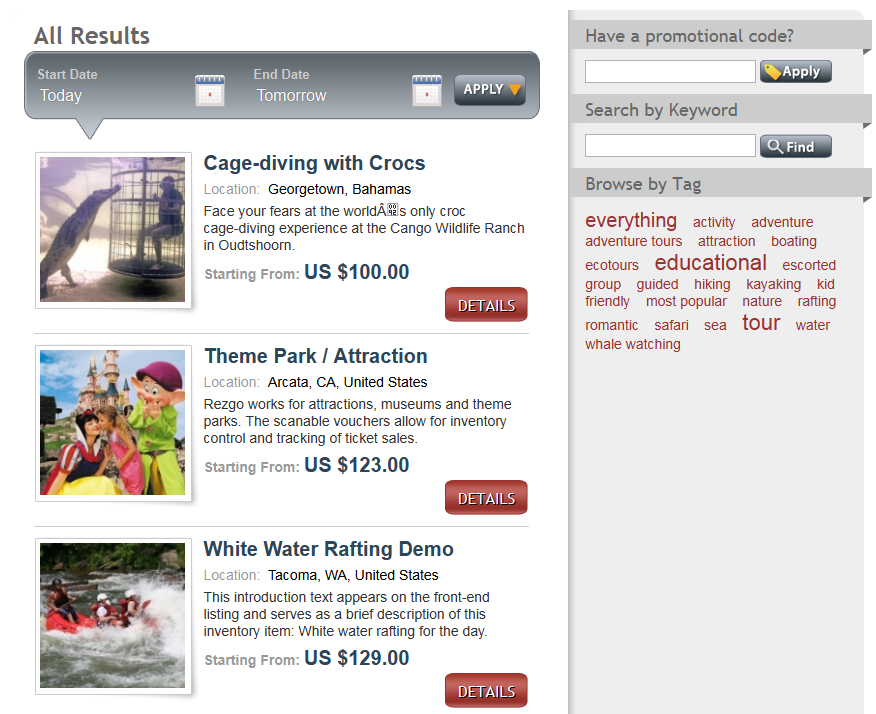 All Results
Start Date
Today
End Date
Tomorrow
APPLY
Cage-diving with Crocs
Location: Georgetown, Bahamas
Face your fears at the worldÂs only croc
cage-diving experience at the Cango Wildlife Ranch
in Oudtshoorn.
Starting From: US $100.00
DETAILS
Theme Park / Attraction
Location: Arcata, CA, United States
Rezgo works for attractions, museums and theme
parks. The scanable vouchers allow for inventory
control and tracking of ticket sales.
Starting From: US $123.00
DETAILS
White Water Rafting Demo
Location: Tacoma, WA, United States
This introduction text appears on the front-end
listing and serves as a brief description of this
inventory item: White water rafting for the day.
Starting From: US $129.00
DETAILS
Have a promotional code?
Apply
Search by Keyword
Find
Browse by Tag
everything activity adventure
adventure tours attraction boating
ecotours educational escorted
group guided hiking kayaking kid
friendly most popular nature rafting
romantic safari sea tour water
whale watching